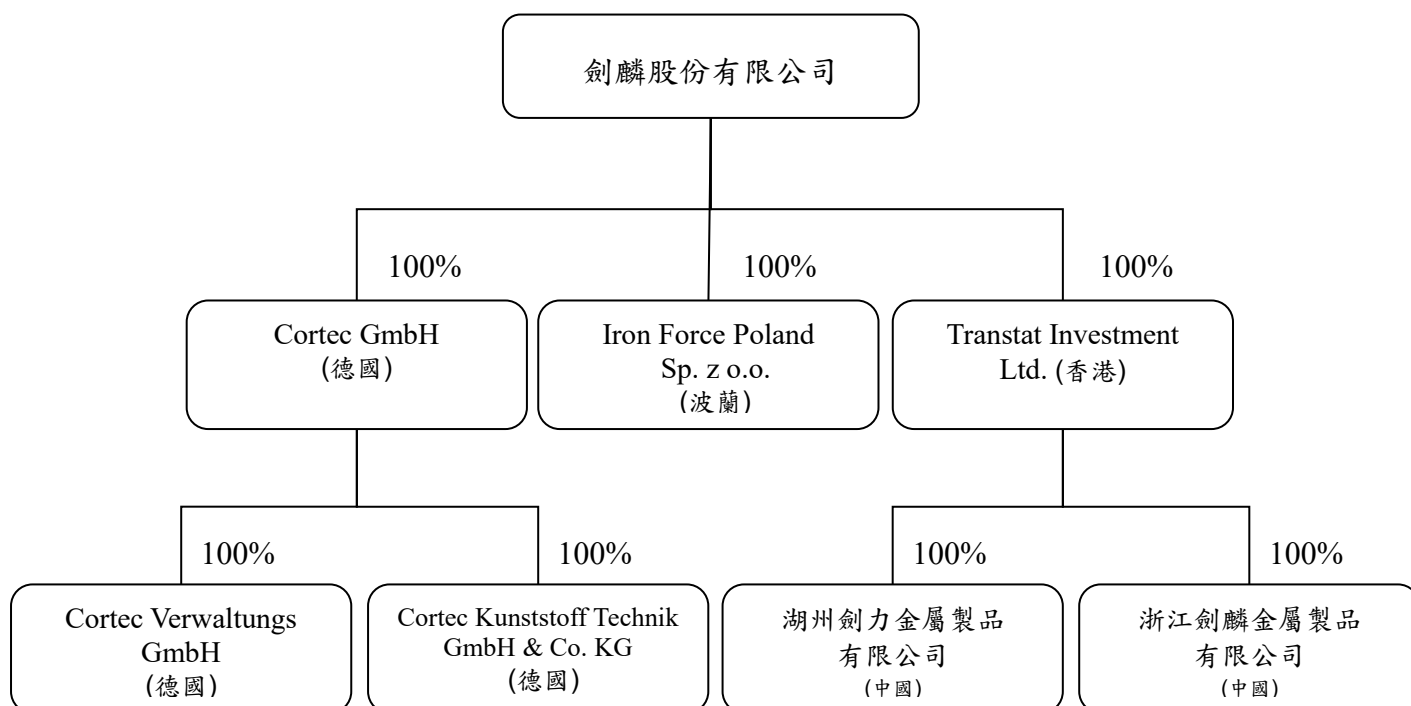 劍麟股份有限公司
100%
100%
100%
Cortec GmbH
(德國)
Iron Force Poland
Sp. z o.o.
(波蘭)
Transtat Investment
Ltd. (香港)
100%
100%
100%
100%
Cortec Verwaltungs
GmbH
(德國)
Cortec Kunststoff Technik
GmbH & Co. KG
(德國)
湖州劍力金屬製品
有限公司
(中國)
浙江劍麟金屬製品
有限公司
(中國)